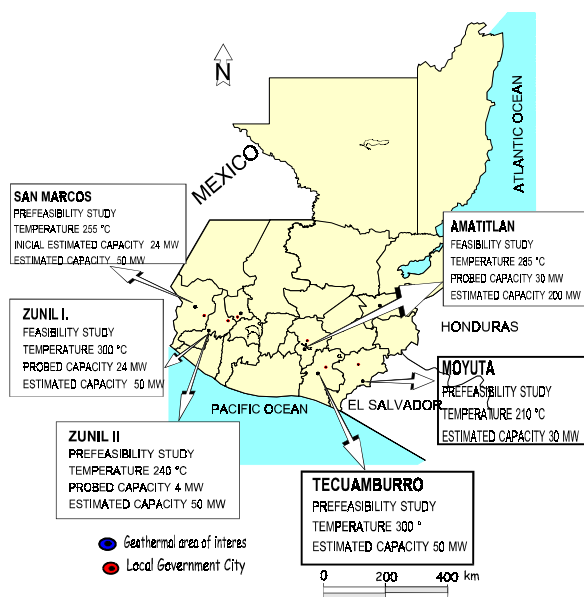 N
ATLANTIC OCEAN
MEXICO
SAN MARCOS
PREFEASIBILITY STUDY
TEMPERATURE 255 °C
INICIAL ESTIMATED CAPACITY 24 MW
ESTIMATED CAPACITY 50 MW
AMATITLAN
FEASIBILITY STUDY
TEMPERATURE 285 °C
PROBED CAPACITY 30 MW
ESTIMATED CAPACITY 200 MW
ZUNIL I.
FEASIBILITY STUDY
TEMPERATURE 300 °C
PROBED CAPACITY 24 MW
ESTIMATED CAPACITY 50 MW
HONDURAS
MOYUTA
PREFEASIBILITY STUDY
TEMPERATURE 210 °C
ESTIMATED CAPACITY 30 MW
EL SALVADOR
PACIFIC OCEAN
ZUNIL II
PREFEASIBILITY STUDY
TEMPERATURE 240 °C
PROBED CAPACITY 4 MW
ESTIMATED CAPACITY 50 MW
TECUAMBURRO
PREFEASIBILITY STUDY
TEMPERATURE 300 °
ESTIMATED CAPACITY 50 MW
Geothermal area of interes
Local Government City
0 200 400 km